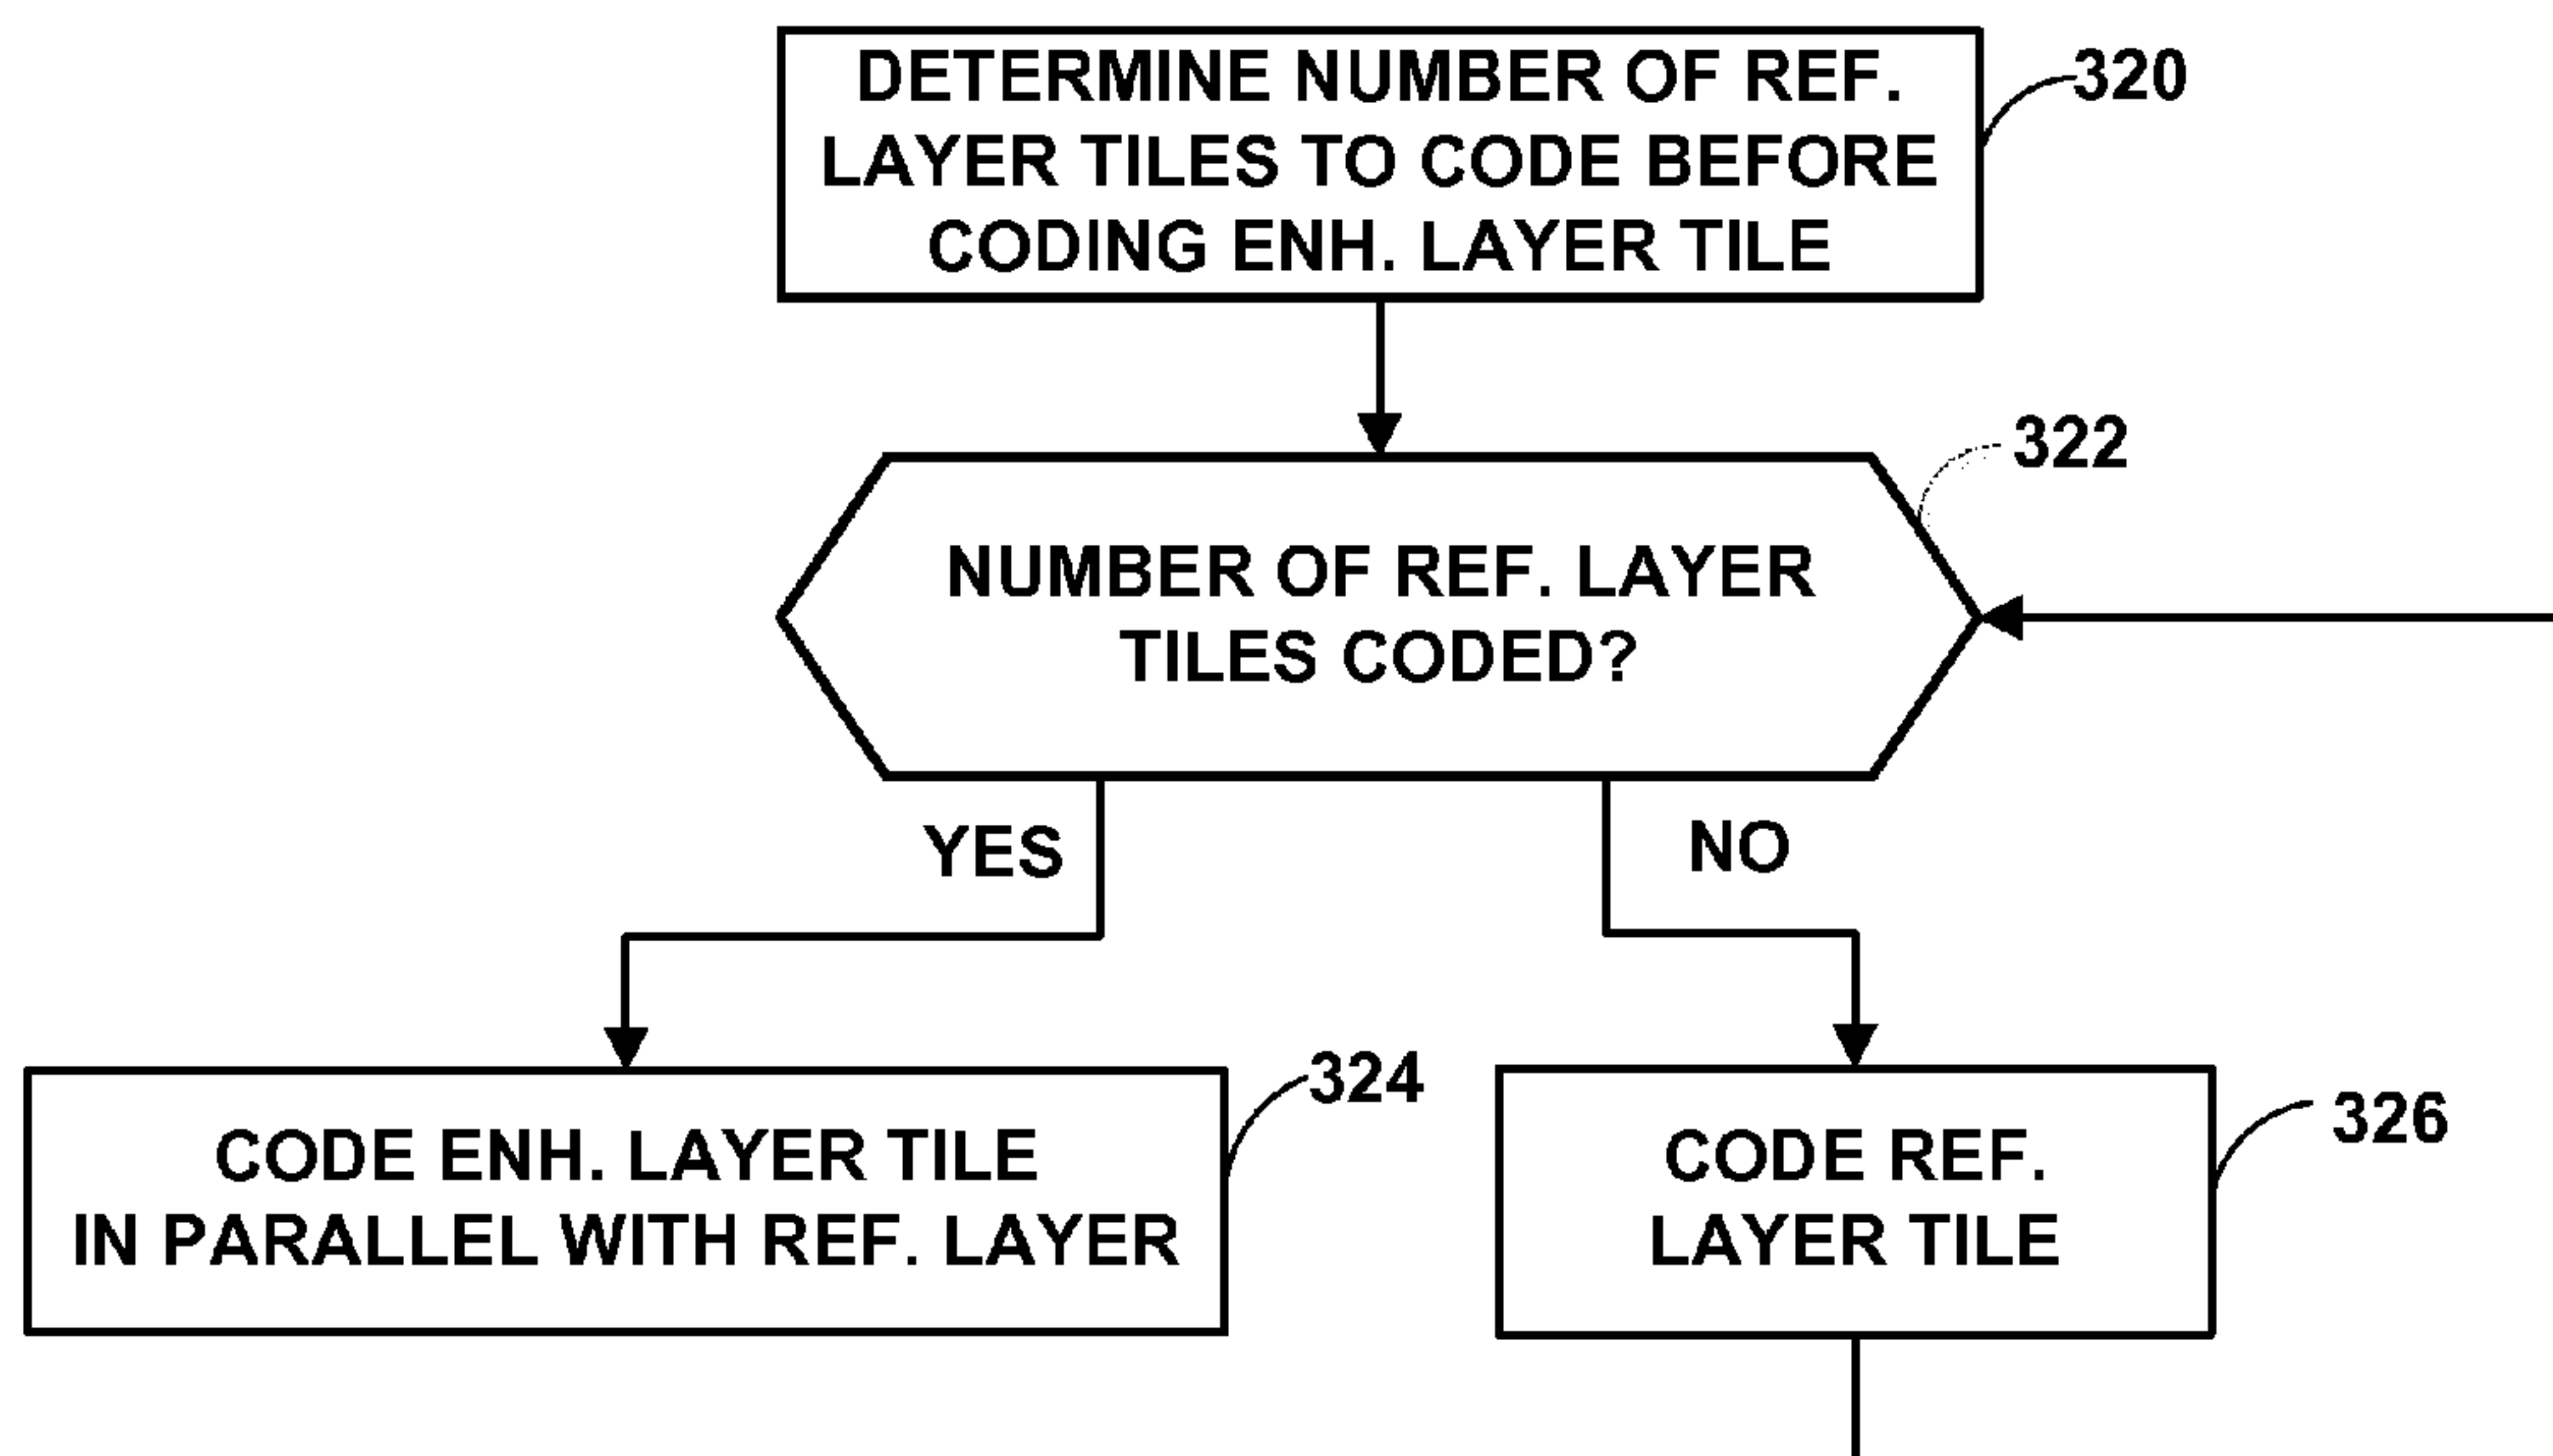 DETERMINE NUMBER OF REF.
LAYER TILES TO CODE BEFORE
CODING ENH. LAYER TILE
320
322
NUMBER OF REF. LAYER
TILES CODED?
YES
NO
324
CODE ENH. LAYER TILE
IN PARALLEL WITH REF. LAYER
326
CODE REF.
LAYER TILE